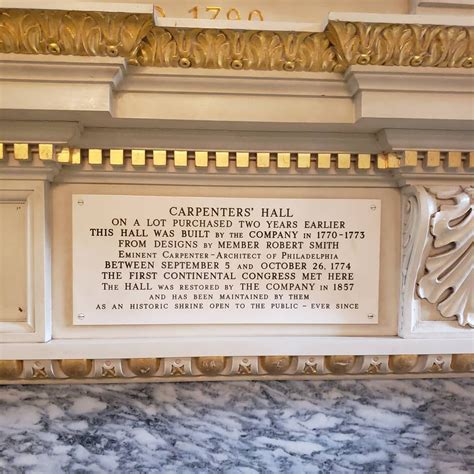 1790
CARPENTERS' HALL
ON A LOT PURCHASED TWO YEARS EARLIER
THIS HALL WAS BUILT BY THE COMPANY IN 1770-1773
FROM DESIGNS BY MEMBER ROBERT SMITH
EMINENT CARPENTER-ARCHITECT OF PHILADELPHIA
BETWEEN SEPTEMBER 5 AND OCTOBER 26, 1774
THE FIRST CONTINENTAL CONGRESS MET HERE
THE HALL WAS RESTORED BY THE COMPANY IN 1857
AND HAS BEEN MAINTAINED BY THEM
AS AN HISTORIC SHRINE OPEN TO THE PUBLIC - EVER SINCE